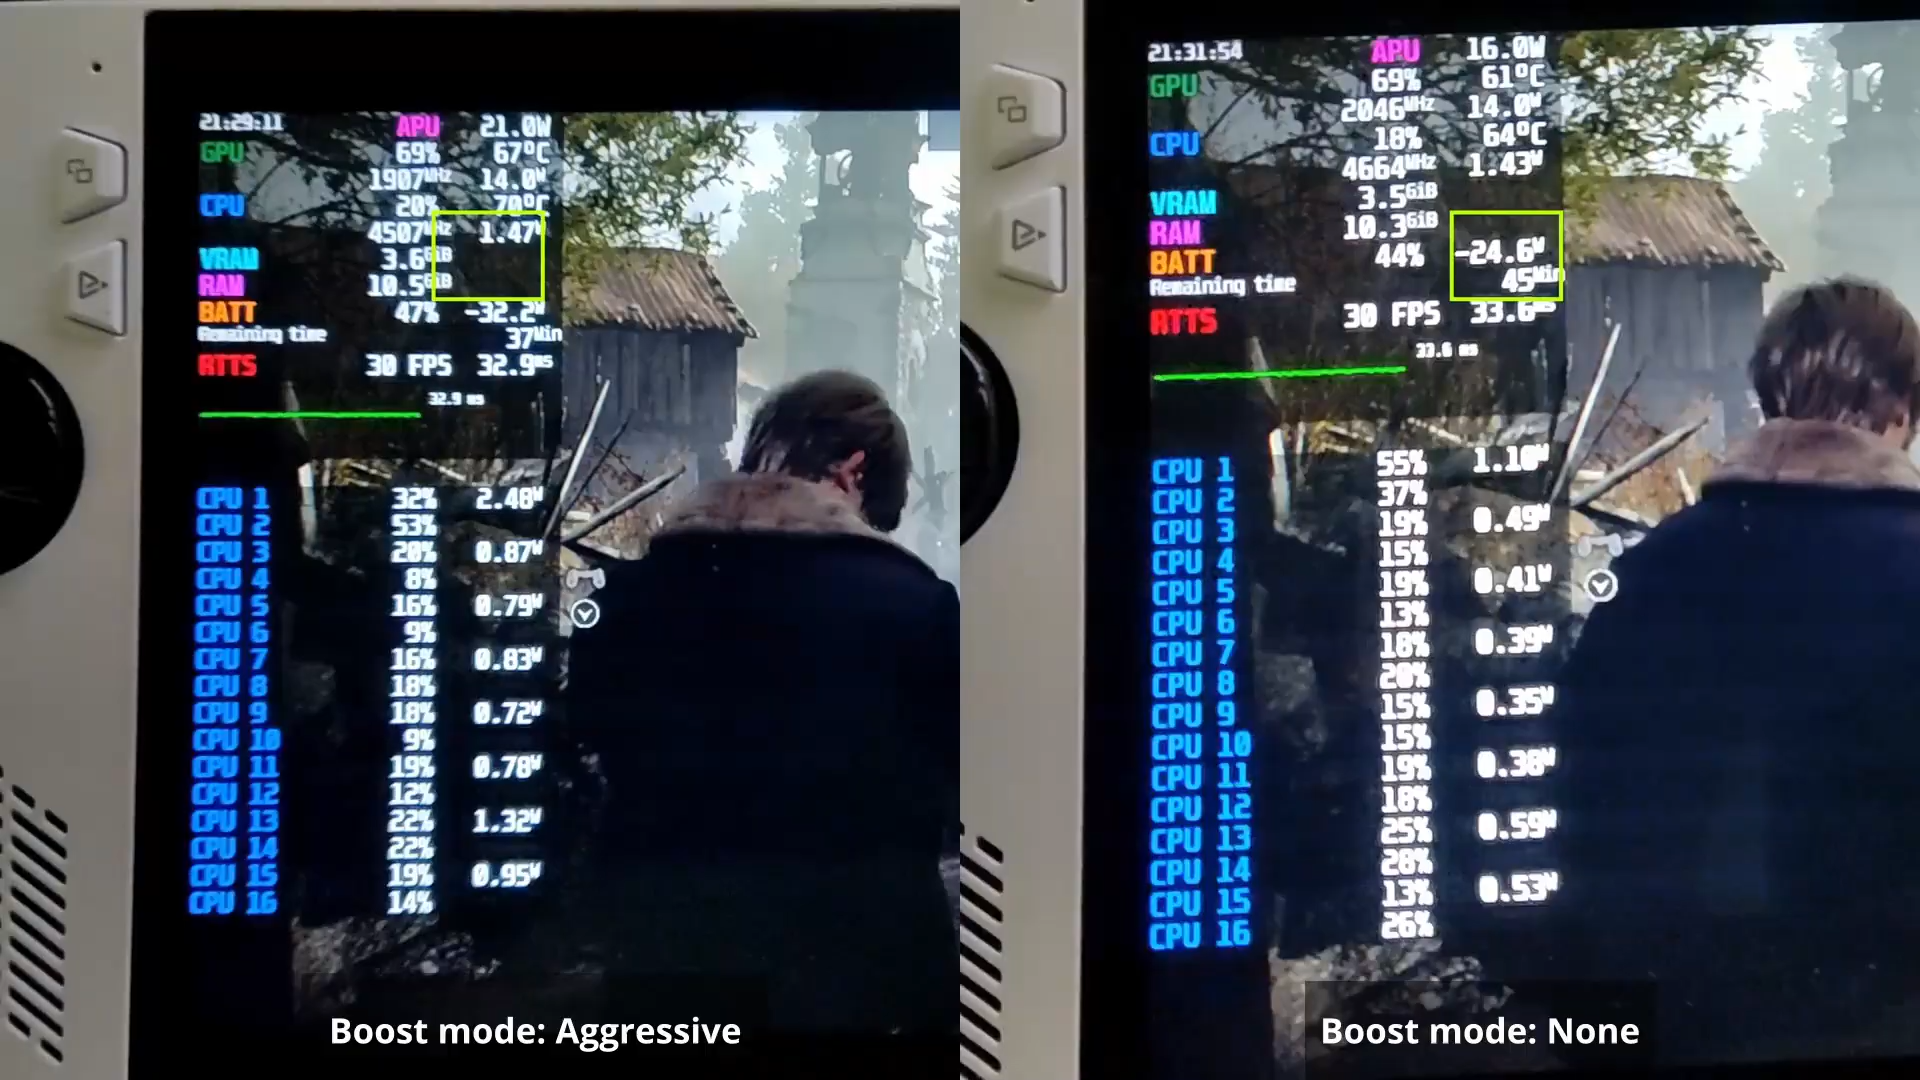 21:29:11 APU 21.0W
GPU 69% 67°C
1907MHz 14.0W
CPU 20% 70°C
4507MHz 1.47W
VRAM 3.6GiB
RAM 10.5GiB
BATT 47% -32.2W
Remaining time 37Min
RTTS 30 FPS 32.9ms
32.9 ms
CPU 1 32% 2.48W
CPU 2 53%
CPU 3 20% 0.87W
CPU 4 8%
CPU 5 16% 0.79W
CPU 6 9%
CPU 7 16% 0.83W
CPU 8 18%
CPU 9 18% 0.72W
CPU 10 9%
CPU 11 19% 0.78W
CPU 12 12%
CPU 13 22% 1.32W
CPU 14 22%
CPU 15 19% 0.95W
CPU 16 14%
Boost mode: Aggressive
21:31:54 APU 16.0W
GPU 69% 61°C
2046MHz 14.0W
CPU 18% 64°C
4664MHz 1.43W
VRAM 3.5GiB
RAM 10.3GiB
BATT 44% -24.6W
Remaining time 45Min
RTTS 30 FPS 33.6ms
33.6 ms
CPU 1 55% 1.10W
CPU 2 37%
CPU 3 19% 0.49W
CPU 4 15%
CPU 5 19% 0.41W
CPU 6 13%
CPU 7 18% 0.39W
CPU 8 20%
CPU 9 15% 0.35W
CPU 10 15%
CPU 11 19% 0.38W
CPU 12 18%
CPU 13 25% 0.59W
CPU 14 28%
CPU 15 13% 0.53W
CPU 16 26%
Boost mode: None